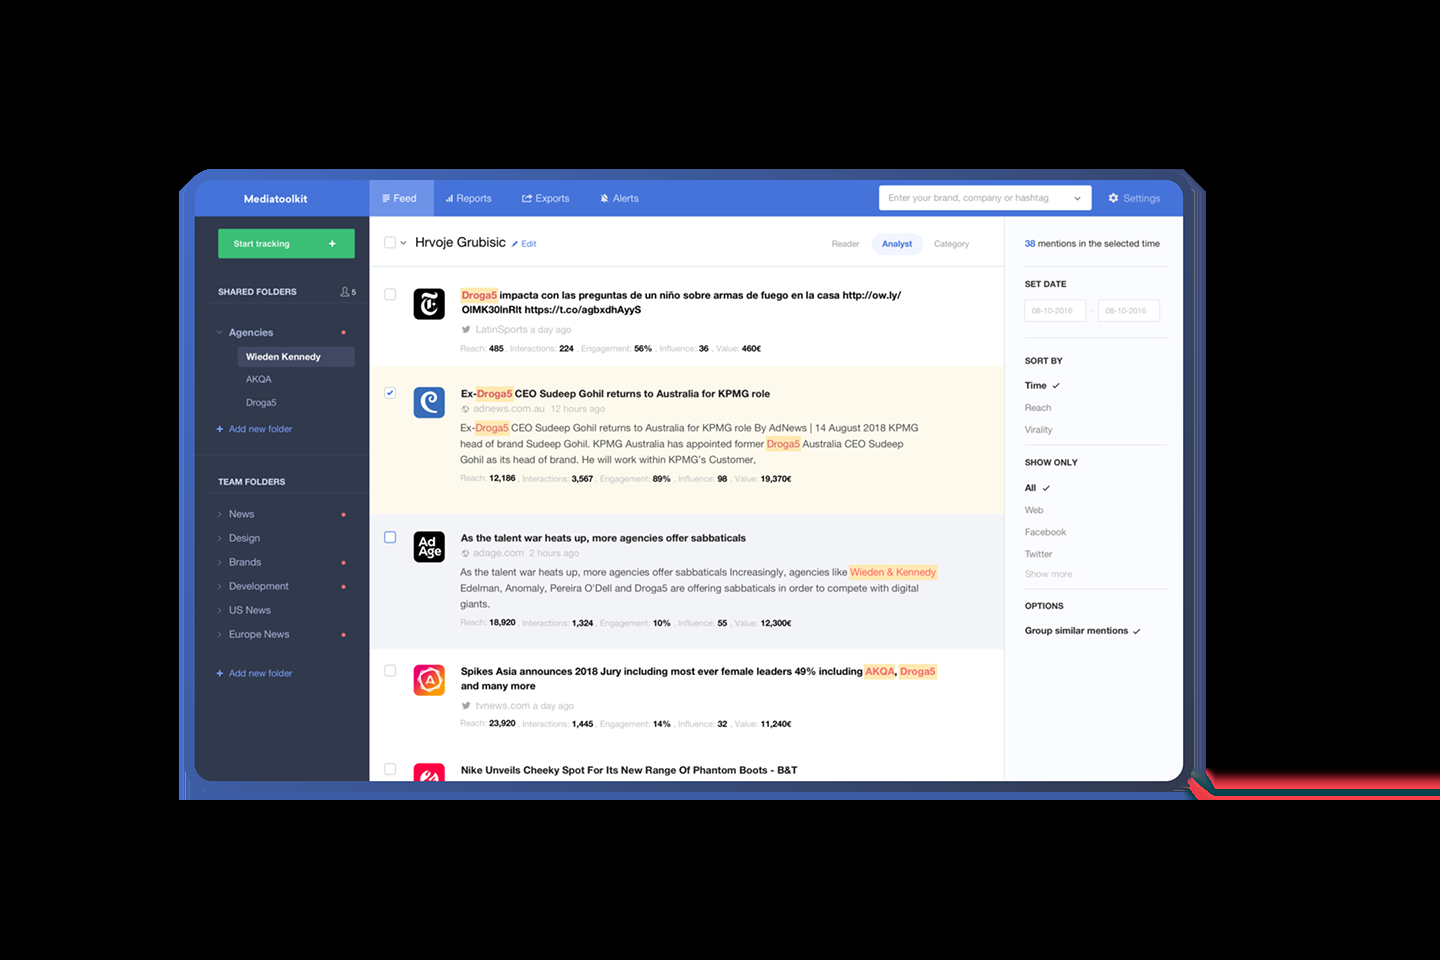 Mediatoolkit
Feed
Reports
Exports
Alerts
Enter your brand, company or hashtag
Settings
Start tracking +
SHARED FOLDERS 5
Agencies
Wieden Kennedy
AKQA
Droga5
+ Add new folder
TEAM FOLDERS
News
Design
Brands
Development
US News
Europe News
+ Add new folder
Hrvoje Grubisic Edit
Reader Analyst Category
Droga5 impacta con las preguntas de un niño sobre armas de fuego en la casa http://ow.ly/
OlMK30lnRlt https://t.co/agbxdhAyyS
LatinSports a day ago
Reach: 485 , Interactions: 224 , Engagement: 56% , Influence: 36 , Value: 460€
Ex-Droga5 CEO Sudeep Gohil returns to Australia for KPMG role
adnews.com.au 12 hours ago
Ex-Droga5 CEO Sudeep Gohil returns to Australia for KPMG role By AdNews | 14 August 2018 KPMG
head of brand Sudeep Gohil. KPMG Australia has appointed former Droga5 Australia CEO Sudeep
Gohil as its head of brand. He will work within KPMG's Customer,
Reach: 12,186 , Interactions: 3,567 , Engagement: 89% , Influence: 98 , Value: 19,370€
Ad
Age
As the talent war heats up, more agencies offer sabbaticals
adage.com 2 hours ago
As the talent war heats up, more agencies offer sabbaticals Increasingly, agencies like Wieden & Kennedy
Edelman, Anomaly, Pereira O'Dell and Droga5 are offering sabbaticals in order to compete with digital
giants.
Reach: 18,920 , Interactions: 1,324 , Engagement: 10% , Influence: 55 , Value: 12,300€
Spikes Asia announces 2018 Jury including most ever female leaders 49% including AKQA, Droga5
and many more
tvnews.com a day ago
Reach: 23,920 , Interactions: 1,445 , Engagement: 14% , Influence: 32 , Value: 11,240€
Nike Unveils Cheeky Spot For Its New Range Of Phantom Boots - B&T
38 mentions in the selected time
SET DATE
08-10-2016 - 08-10-2016
SORT BY
Time
Reach
Virality
SHOW ONLY
All
Web
Facebook
Twitter
Show more
OPTIONS
Group similar mentions